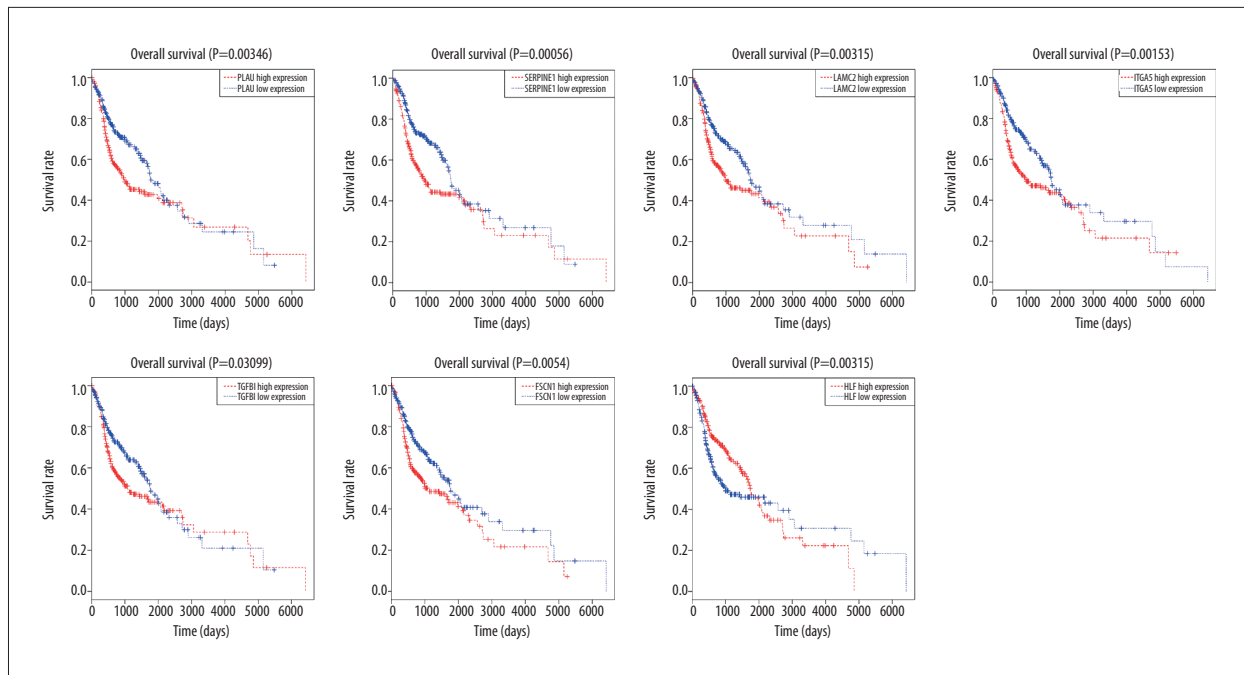 Overall survival (P=0.00346)
PLAU high expression
PLAU low expression
1.0
0.8
0.6
0.4
0.2
0.0
Survival rate
0 1000 2000 3000 4000 5000 6000
Time (days)
Overall survival (P=0.00056)
SERPINE1 high expression
SERPINE1 low expression
1.0
0.8
0.6
0.4
0.2
0.0
Survival rate
0 1000 2000 3000 4000 5000 6000
Time (days)
Overall survival (P=0.00315)
LAMC2 high expression
LAMC2 low expression
1.0
0.8
0.6
0.4
0.2
0.0
Survival rate
0 1000 2000 3000 4000 5000 6000
Time (days)
Overall survival (P=0.00153)
ITGA5 high expression
ITGA5 low expression
1.0
0.8
0.6
0.4
0.2
0.0
Survival rate
0 1000 2000 3000 4000 5000 6000
Time (days)
Overall survival (P=0.03099)
TGFBI high expression
TGFBI low expression
1.0
0.8
0.6
0.4
0.2
0.0
Survival rate
0 1000 2000 3000 4000 5000 6000
Time (days)
Overall survival (P=0.0054)
FSCN1 high expression
FSCN1 low expression
1.0
0.8
0.6
0.4
0.2
0.0
Survival rate
0 1000 2000 3000 4000 5000 6000
Time (days)
Overall survival (P=0.00315)
HLF high expression
HLF low expression
1.0
0.8
0.6
0.4
0.2
0.0
Survival rate
0 1000 2000 3000 4000 5000 6000
Time (days)